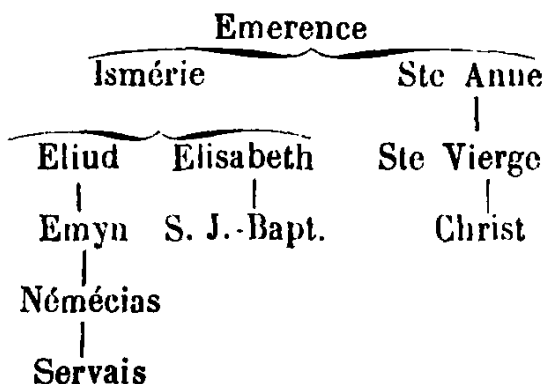 Emerence
Ismérie Ste Anne
Eliud Elisabeth Ste Vierge
Emyn S. J.-Bapt. Christ
Némécias
Servais